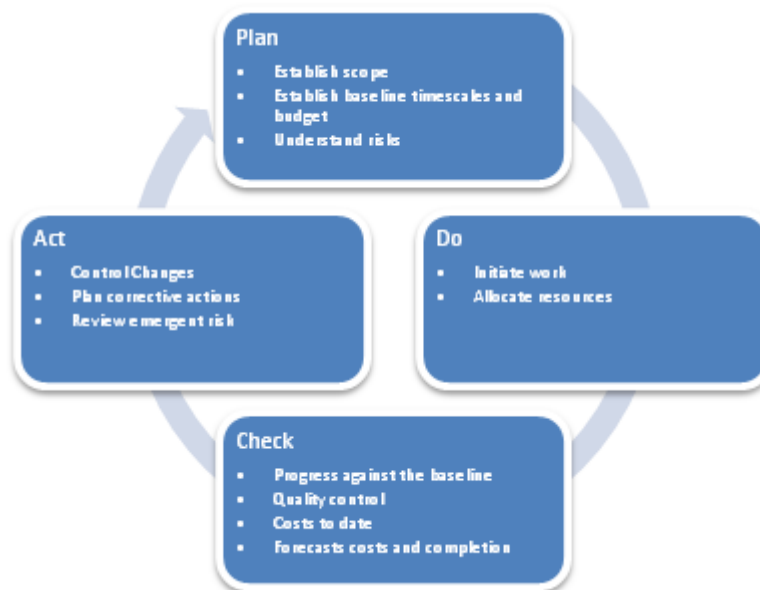 Plan
• Establish scope
• Establish baseline timescales and
budget
• Understand risks
Act
• Control Changes
• Plan corrective actions
• Review emergent risk
Do
• Initiate work
• Allocate resources
Check
• Progress against the baseline
• Quality control
• Costs to date
• Forecasts costs and completion